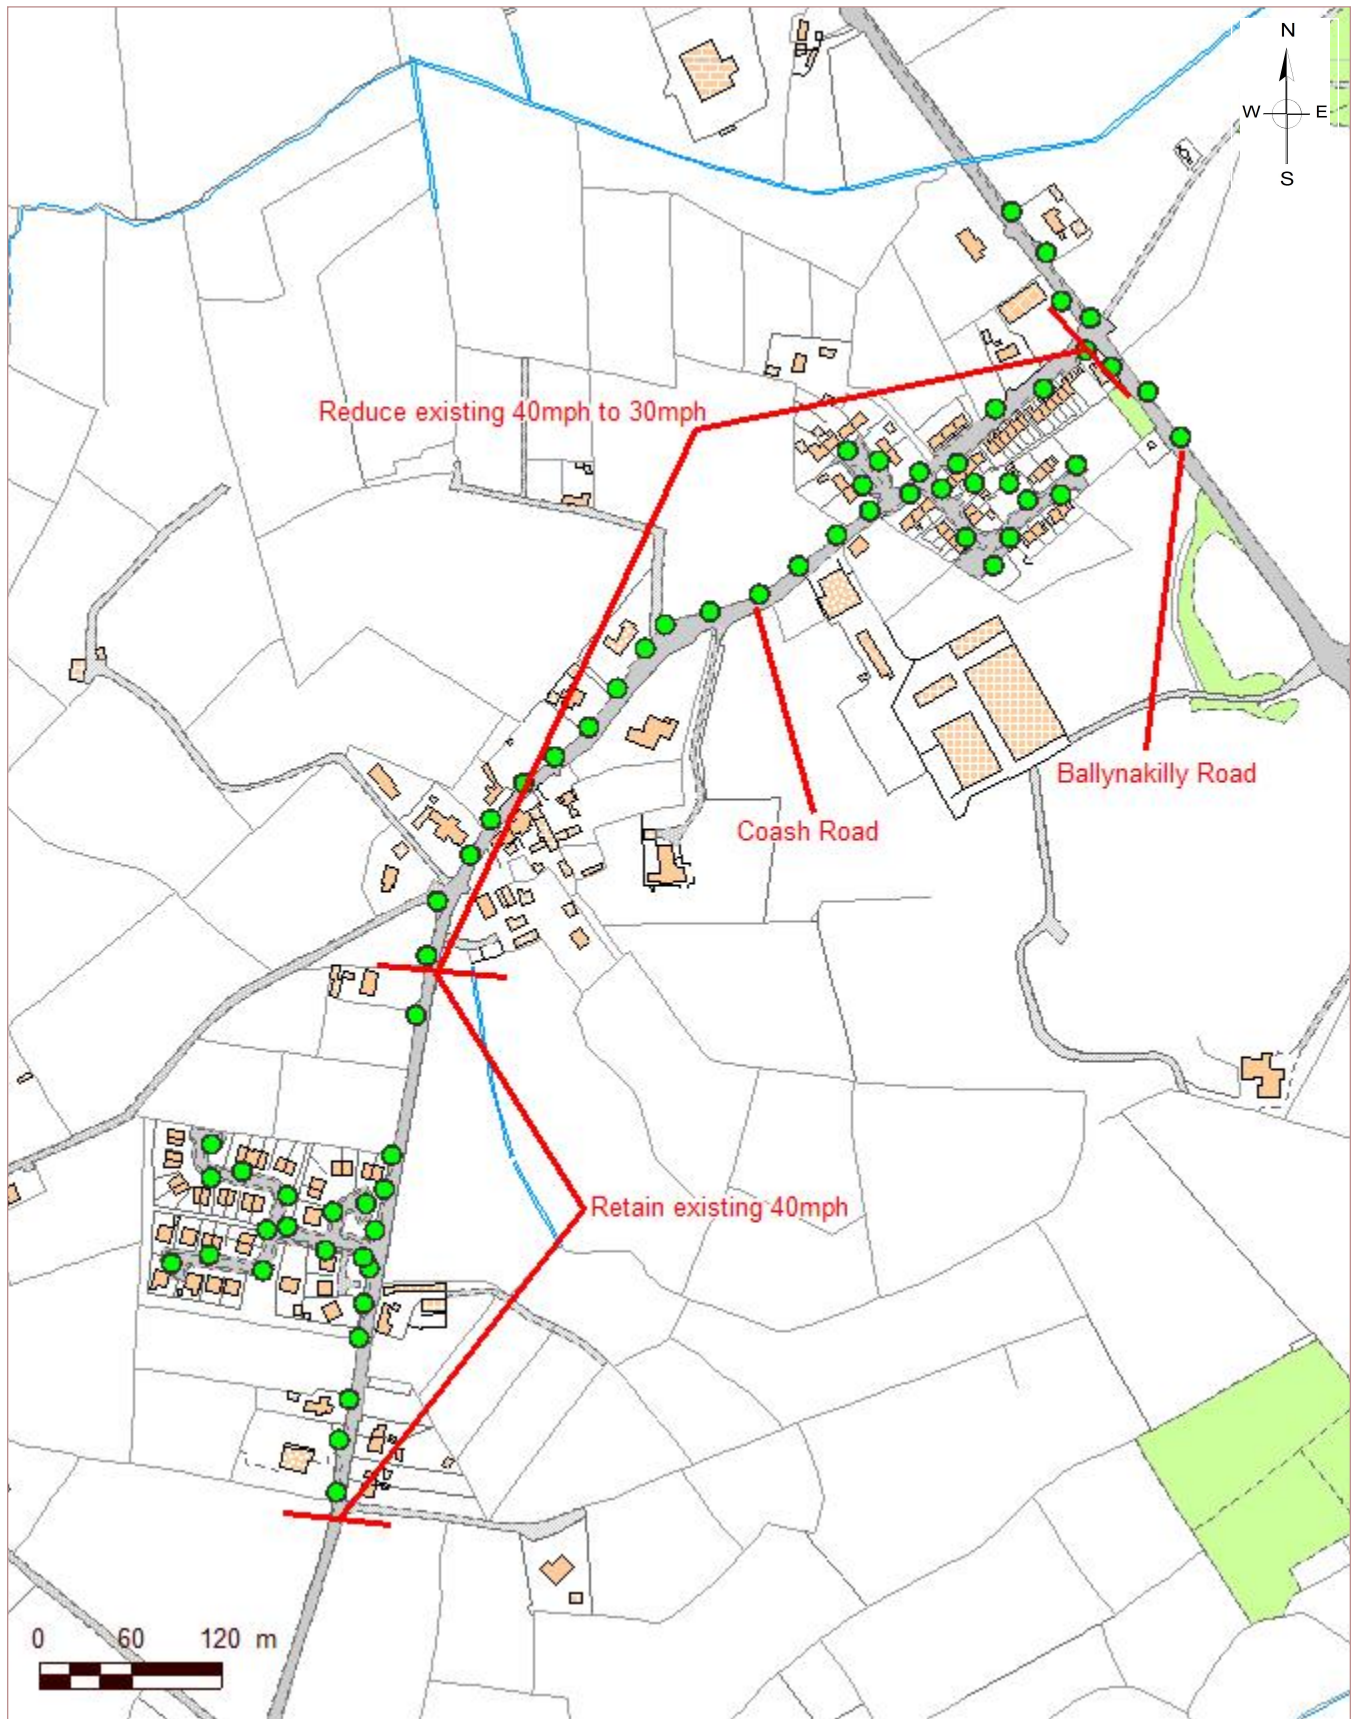 N
W E
S
Reduce existing 40mph to 30mph
Ballynakilly Road
Coash Road
Retain existing 40mph
0 60 120 m